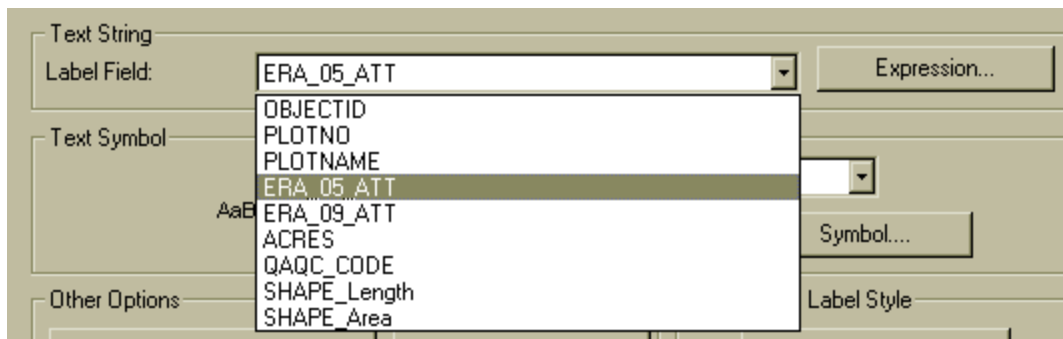 Text String
Label Field: ERA_05_ATT Expression...
OBJECTID
PLOTNO
Text Symbol
PLOTNAME
ERA_05_ATT
AaB ERA_09_ATT
ACRES Symbol....
QAQC_CODE
Other Options SHAPE_Length Label Style
SHAPE_Area